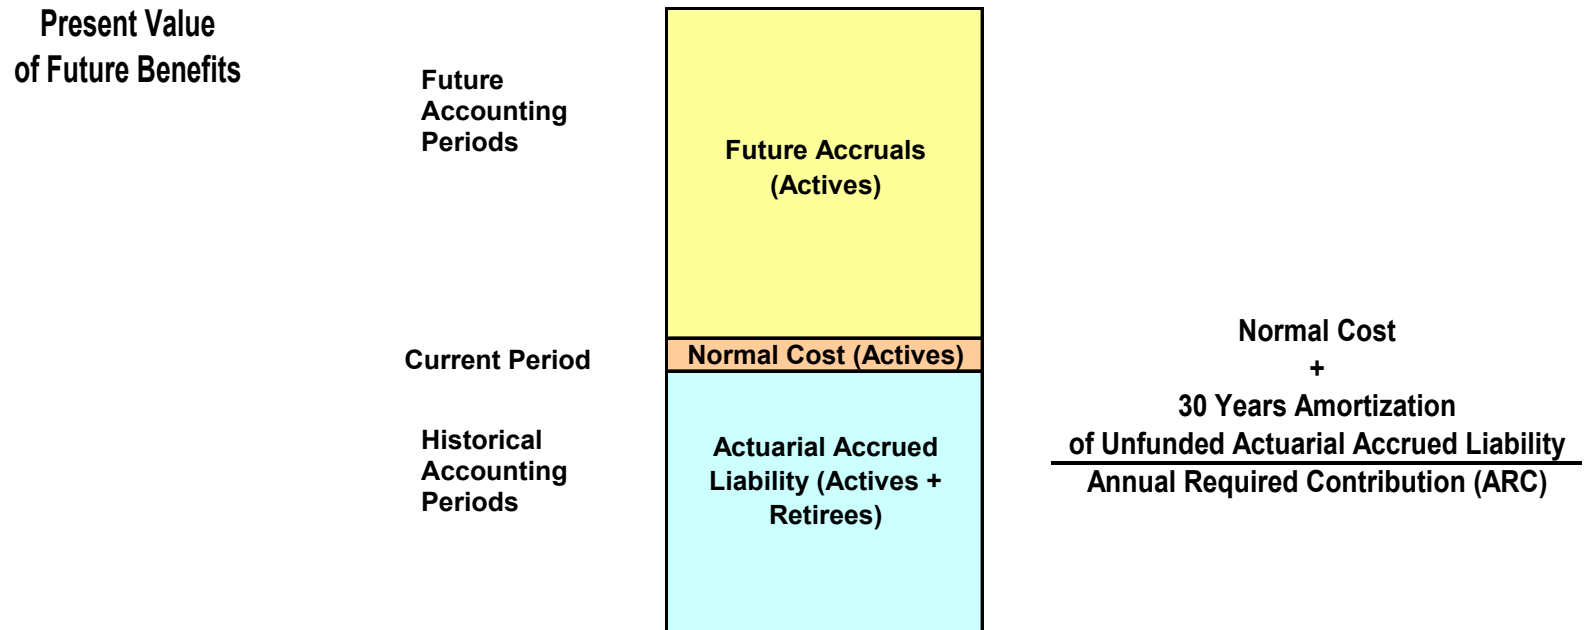 Present Value
of Future Benefits
Future
Accounting
Periods
Future Accruals
(Actives)
Current Period
Normal Cost (Actives)
Historical
Accounting
Periods
Actuarial Accrued
Liability (Actives +
Retirees)
Normal Cost
+
30 Years Amortization
of Unfunded Actuarial Accrued Liability
Annual Required Contribution (ARC)